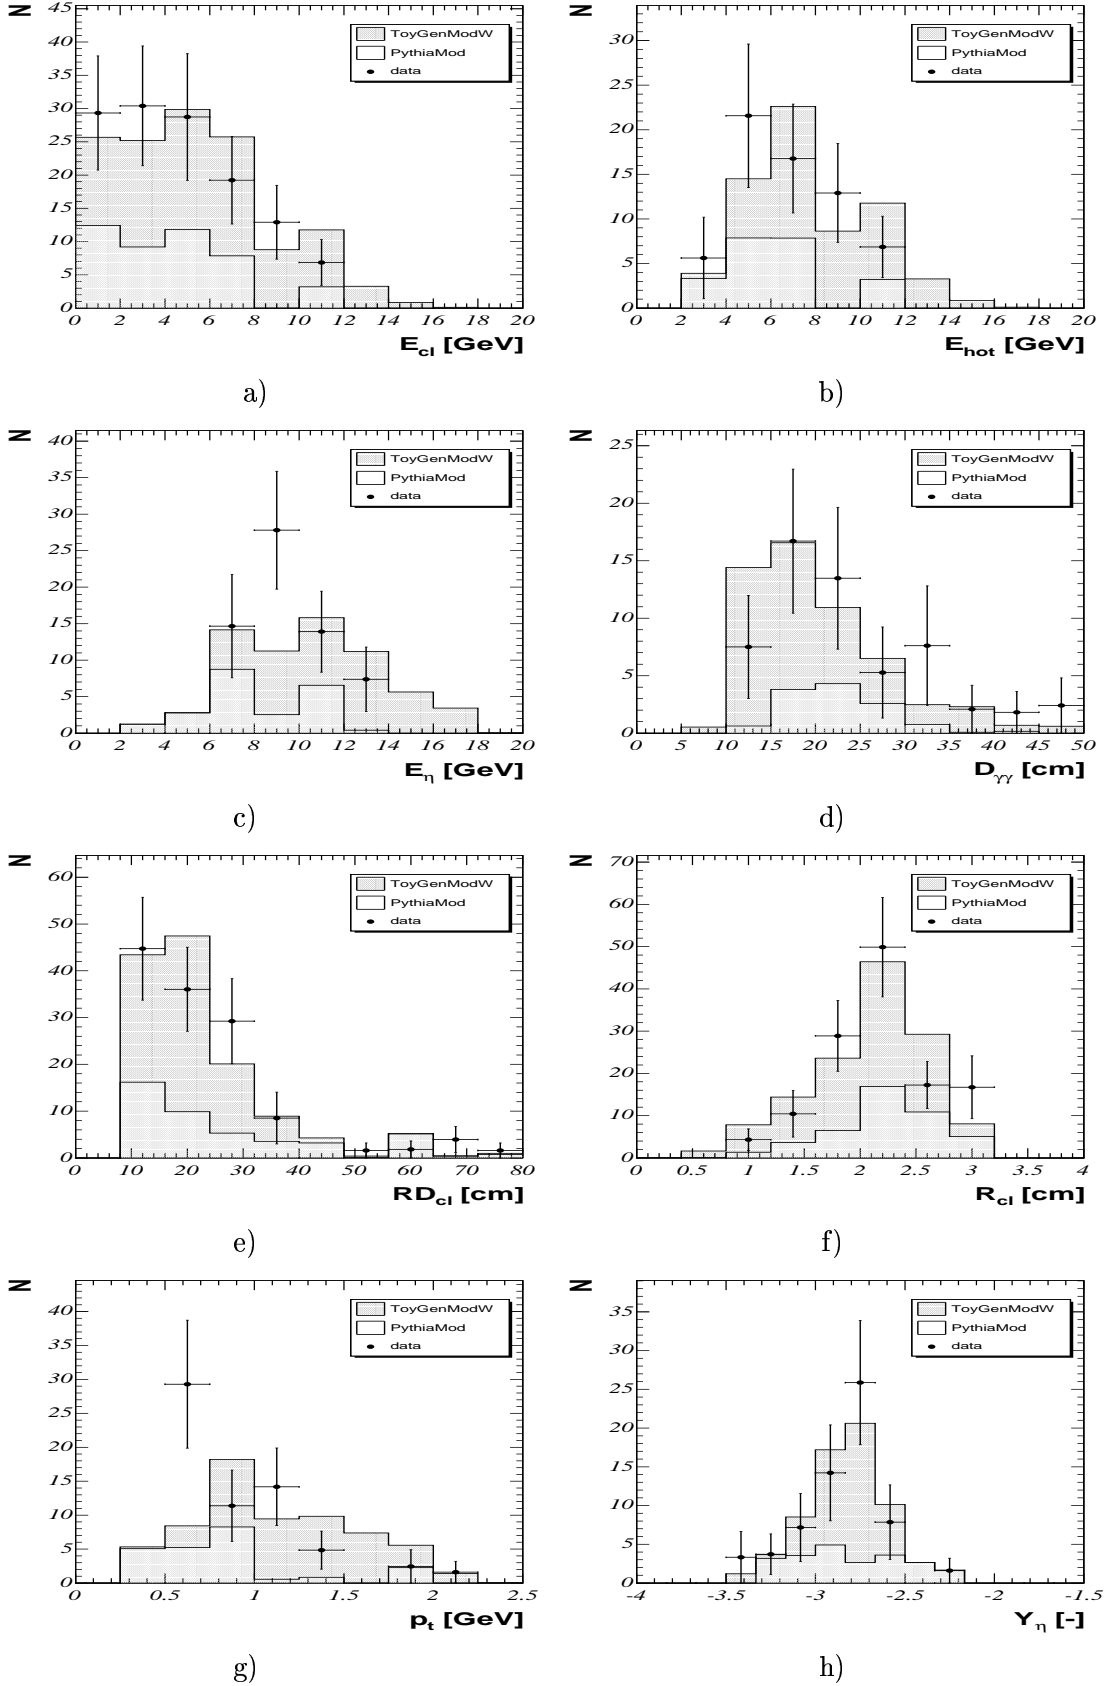 N
45
40
35
30
25
20
15
10
5
0
0 2 4 6 8 10 12 14 16 18 20
E_cl [GeV]
ToyGenModW
PythiaMod
data
a)
N
30
25
20
15
10
5
0
0 2 4 6 8 10 12 14 16 18 20
E_hot [GeV]
ToyGenModW
PythiaMod
data
b)
N
40
35
30
25
20
15
10
5
0
0 2 4 6 8 10 12 14 16 18 20
E_η [GeV]
ToyGenModW
PythiaMod
data
c)
N
25
20
15
10
5
0
0 5 10 15 20 25 30 35 40 45 50
D_γγ [cm]
ToyGenModW
PythiaMod
data
d)
N
60
50
40
30
20
10
0
0 10 20 30 40 50 60 70 80
RD_cl [cm]
ToyGenModW
PythiaMod
data
e)
N
70
60
50
40
30
20
10
0
0 0.5 1 1.5 2 2.5 3 3.5 4
R_cl [cm]
ToyGenModW
PythiaMod
data
f)
N
40
35
30
25
20
15
10
5
0
0 0.5 1 1.5 2 2.5
p_t [GeV]
ToyGenModW
PythiaMod
data
g)
N
35
30
25
20
15
10
5
0
-4 -3.5 -3 -2.5 -2 -1.5
Y_η [-]
ToyGenModW
PythiaMod
data
h)